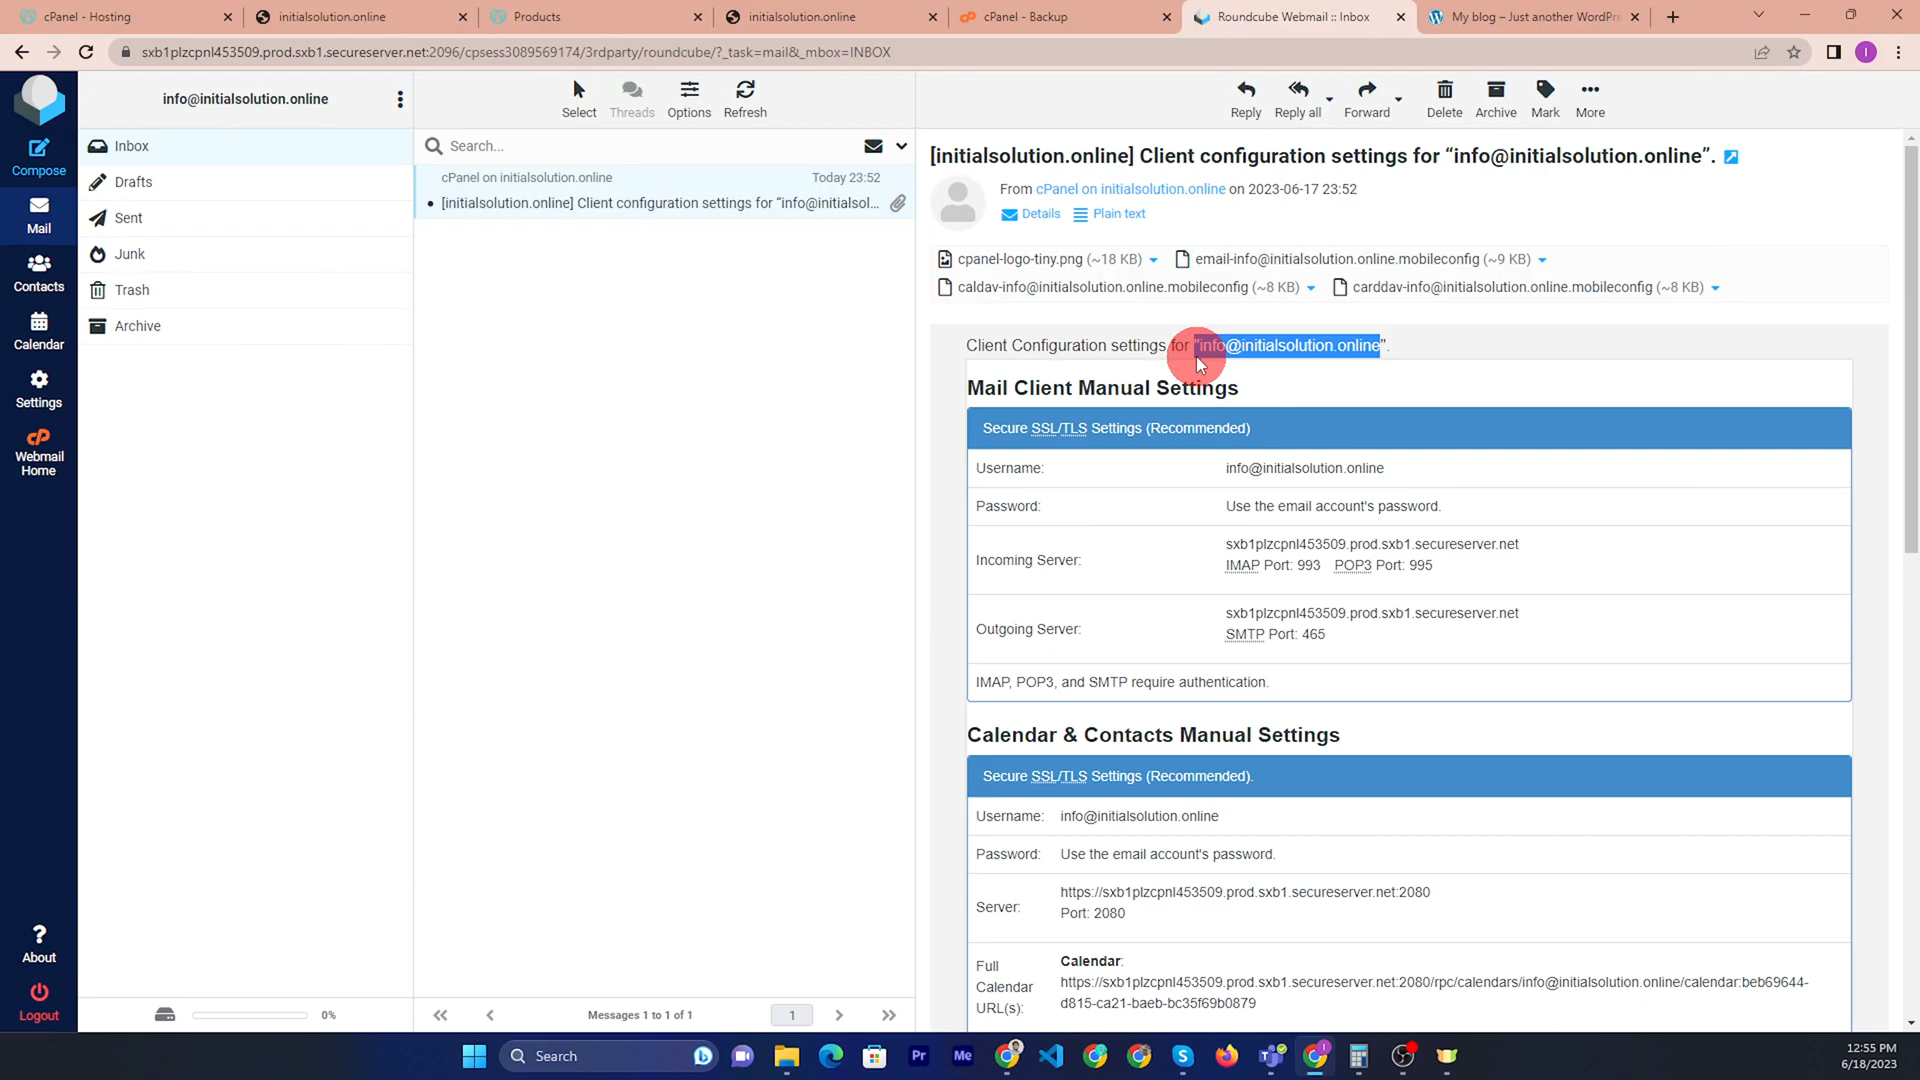 cPanel - Hosting
initialsolution.online
Products
initialsolution.online
cPanel - Backup
Roundcube Webmail :: Inbox
My blog – Just another WordPre
sxb1plzcpnl453509.prod.sxb1.secureserver.net:2096/cpsess3089569174/3rdparty/roundcube/?_task=mail&_mbox=INBOX
I
info@initialsolution.online
Select
Threads
Options
Refresh
Reply
Reply all
Forward
Delete
Archive
Mark
More
Compose
Mail
Contacts
Calendar
Settings
Webmail Home
About
Logout
Inbox
Drafts
Sent
Junk
Trash
Archive
0%
Search...
cPanel on initialsolution.online Today 23:52
• [initialsolution.online] Client configuration settings for “info@initialsol...
Messages 1 to 1 of 1
1
[initialsolution.online] Client configuration settings for “info@initialsolution.online”.
From cPanel on initialsolution.online on 2023-06-17 23:52
Details Plain text
cpanel-logo-tiny.png (~18 KB) email-info@initialsolution.online.mobileconfig (~9 KB)
caldav-info@initialsolution.online.mobileconfig (~8 KB) carddav-info@initialsolution.online.mobileconfig (~8 KB)
Client Configuration settings for “info@initialsolution.online”.
Mail Client Manual Settings
Secure SSL/TLS Settings (Recommended)
Username: info@initialsolution.online
Password: Use the email account's password.
Incoming Server: sxb1plzcpnl453509.prod.sxb1.secureserver.net
IMAP Port: 993 POP3 Port: 995
Outgoing Server: sxb1plzcpnl453509.prod.sxb1.secureserver.net
SMTP Port: 465
IMAP, POP3, and SMTP require authentication.
Calendar & Contacts Manual Settings
Secure SSL/TLS Settings (Recommended).
Username: info@initialsolution.online
Password: Use the email account's password.
Server: https://sxb1plzcpnl453509.prod.sxb1.secureserver.net:2080
Port: 2080
Full Calendar URL(s):
Calendar:
https://sxb1plzcpnl453509.prod.sxb1.secureserver.net:2080/rpc/calendars/info@initialsolution.online/calendar:beb69644-
d815-ca21-baeb-bc35f69b0879
Search
Pr
Me
12:55 PM
6/18/2023